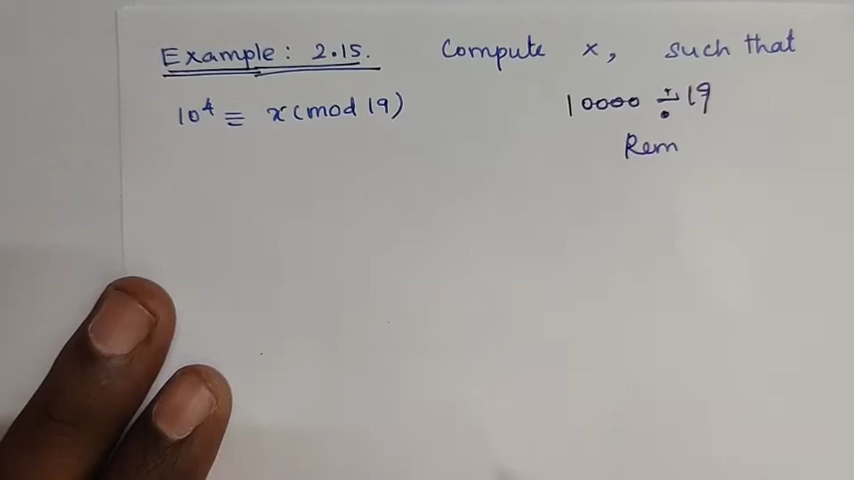 Example: 2.15. Compute x, such that
10⁴ ≡ x (mod 19)
10000 ÷ 19
Rem